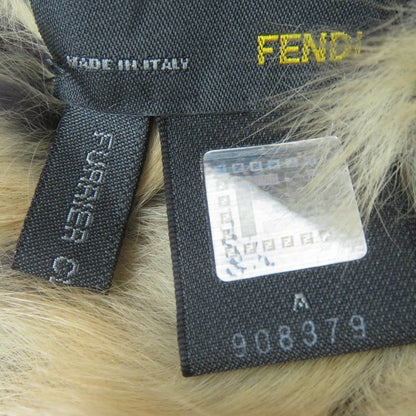 MADE IN ITALY
FENDI
FURRIER
A
908379